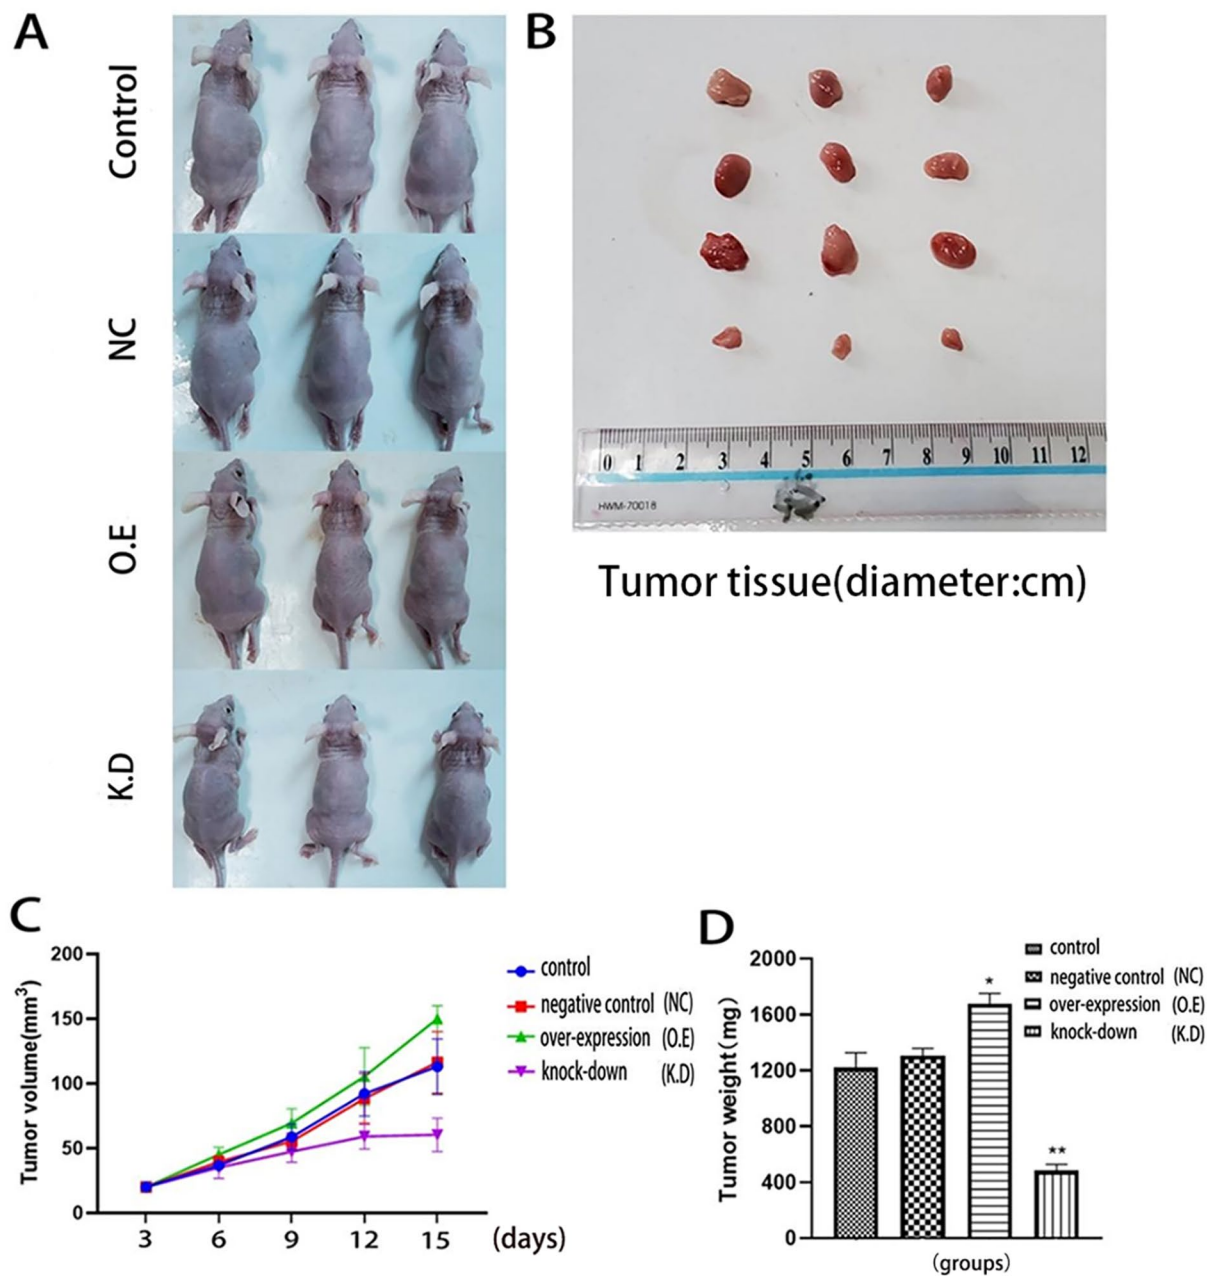 A
Control
NC
O.E
K.D
B
0 1 2 3 4 5 6 7 8 9 10 11 12
HWM-70018
Tumor tissue(diameter:cm)
C
Tumor volume(mm³)
200
150
100
50
0
3 6 9 12 15 (days)
control
negative control (NC)
over-expression (O.E)
knock-down (K.D)
D
Tumor weight(mg)
2000
1600
1200
800
400
0
*
**
(groups)
control
negative control (NC)
over-expression (O.E)
knock-down (K.D)